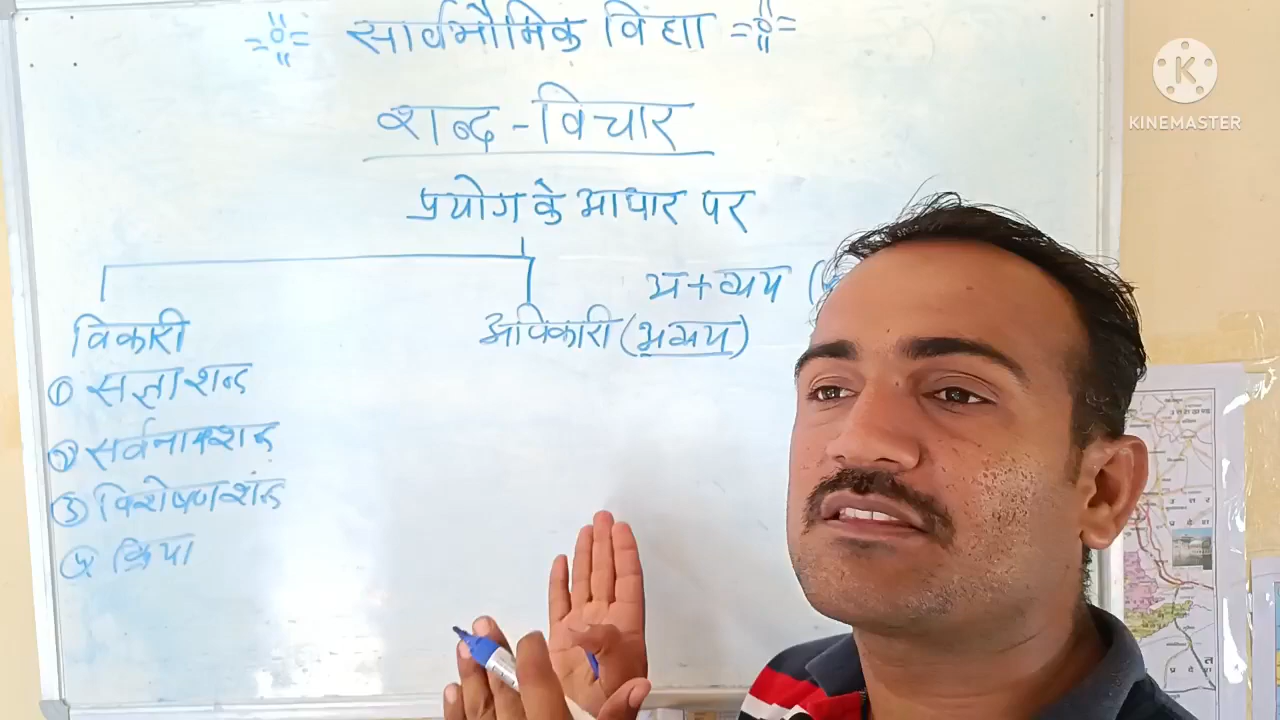 सार्वभौमिक विद्या
शब्द - विचार
प्रयोग के आधार पर
अ + व्यय (
विकारी
अविकारी (अव्यय)
① सज्ञा शब्द
② सर्वनाम शब्द
③ विशेषण शब्द
④ क्रिया
K
KINEMASTER